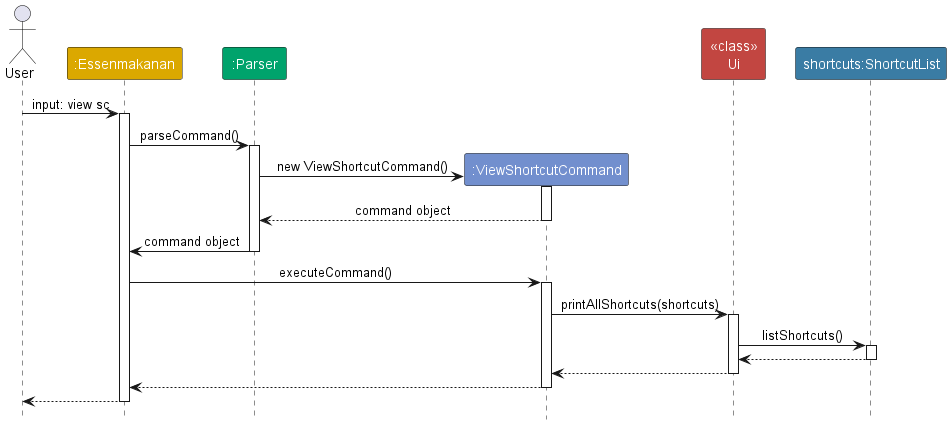 User
:Essenmakanan
:Parser
«class»
Ui
shortcuts:ShortcutList
input: view sc
parseCommand()
new ViewShortcutCommand()
:ViewShortcutCommand
command object
command object
executeCommand()
printAllShortcuts(shortcuts)
listShortcuts()